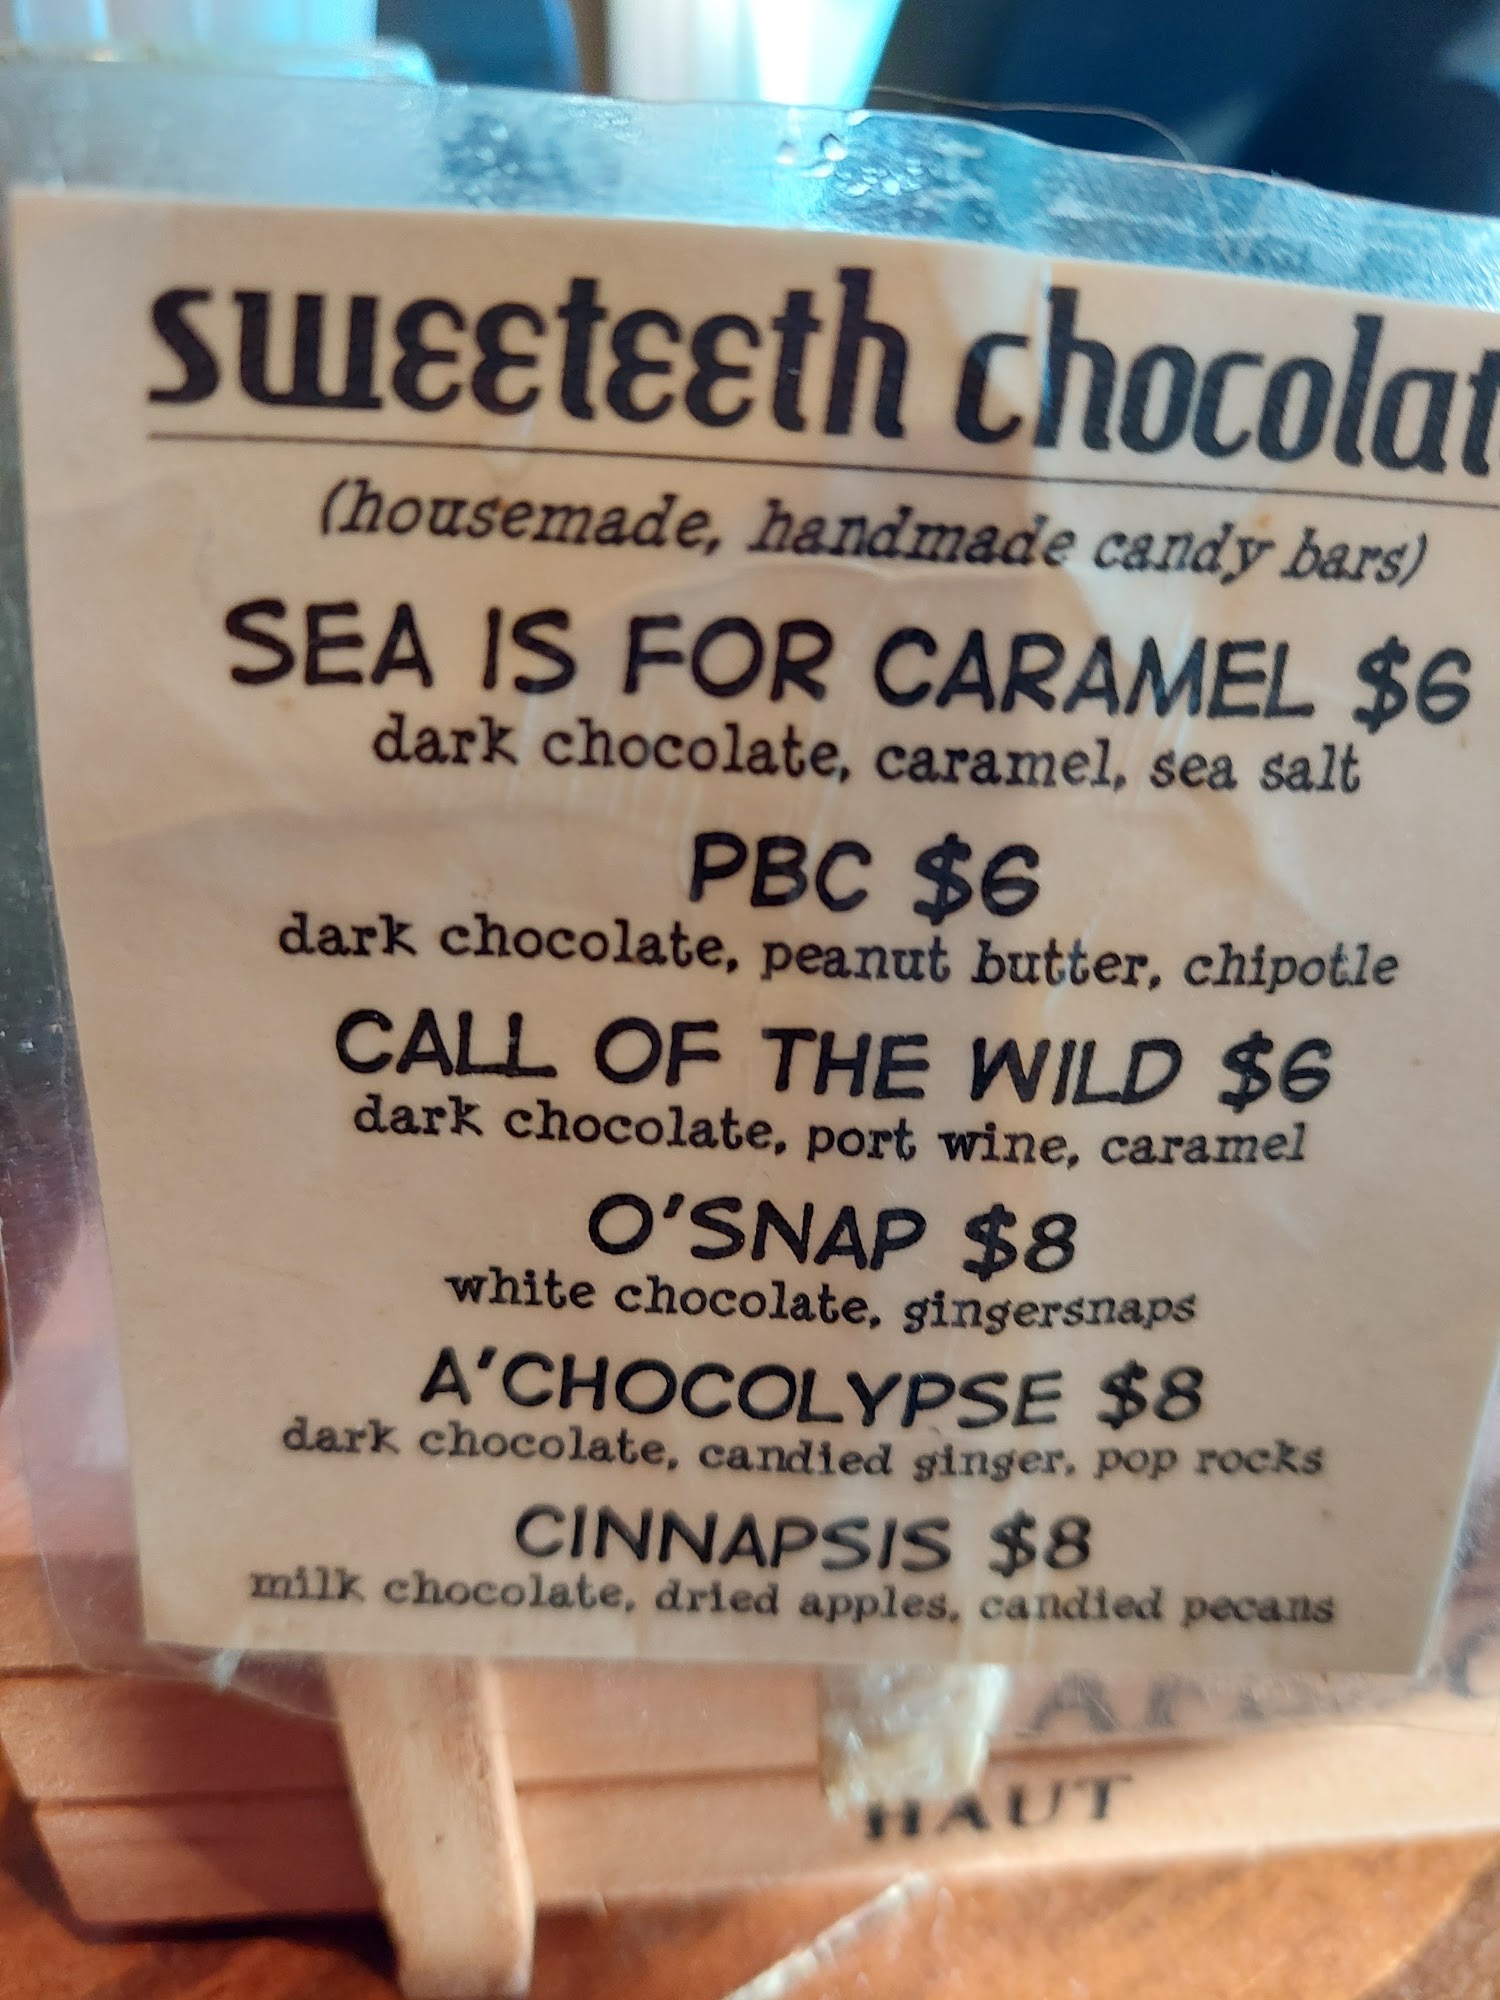 sweeteeth chocolat
(housemade, handmade candy bars)
SEA IS FOR CARAMEL $6
dark chocolate, caramel, sea salt
PBC $6
dark chocolate, peanut butter, chipotle
CALL OF THE WILD $6
dark chocolate, port wine, caramel
O'SNAP $8
white chocolate, gingersnaps
A'CHOCOLYPSE $8
dark chocolate, candied ginger, pop rocks
CINNAPSIS $8
milk chocolate, dried apples, candied pecans
HAUT